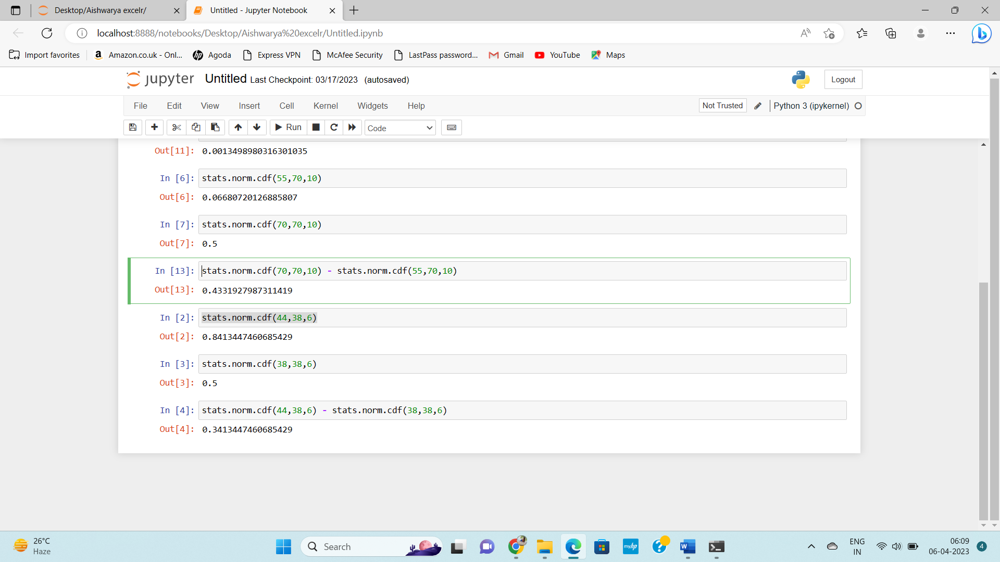 Desktop/Aishwarya excelr/
Untitled - Jupyter Notebook
localhost:8888/notebooks/Desktop/Aishwarya%20excelr/Untitled.ipynb
Import favorites
Amazon.co.uk - Onl...
Agoda
Express VPN
McAfee Security
LastPass password...
Gmail
YouTube
Maps
jupyter Untitled Last Checkpoint: 03/17/2023 (autosaved)
Logout
File Edit View Insert Cell Kernel Widgets Help
Not Trusted
Python 3 (ipykernel)
Run
Code
Out[11]: 0.0013498980316301035
In [6]: stats.norm.cdf(55,70,10)
Out[6]: 0.06680720126885807
In [7]: stats.norm.cdf(70,70,10)
Out[7]: 0.5
In [13]: stats.norm.cdf(70,70,10) - stats.norm.cdf(55,70,10)
Out[13]: 0.4331927987311419
In [2]: stats.norm.cdf(44,38,6)
Out[2]: 0.8413447460685429
In [3]: stats.norm.cdf(38,38,6)
Out[3]: 0.5
In [4]: stats.norm.cdf(44,38,6) - stats.norm.cdf(38,38,6)
Out[4]: 0.3413447460685429
26°C
Haze
Search
myhp
ENG
IN
06:09
06-04-2023
4